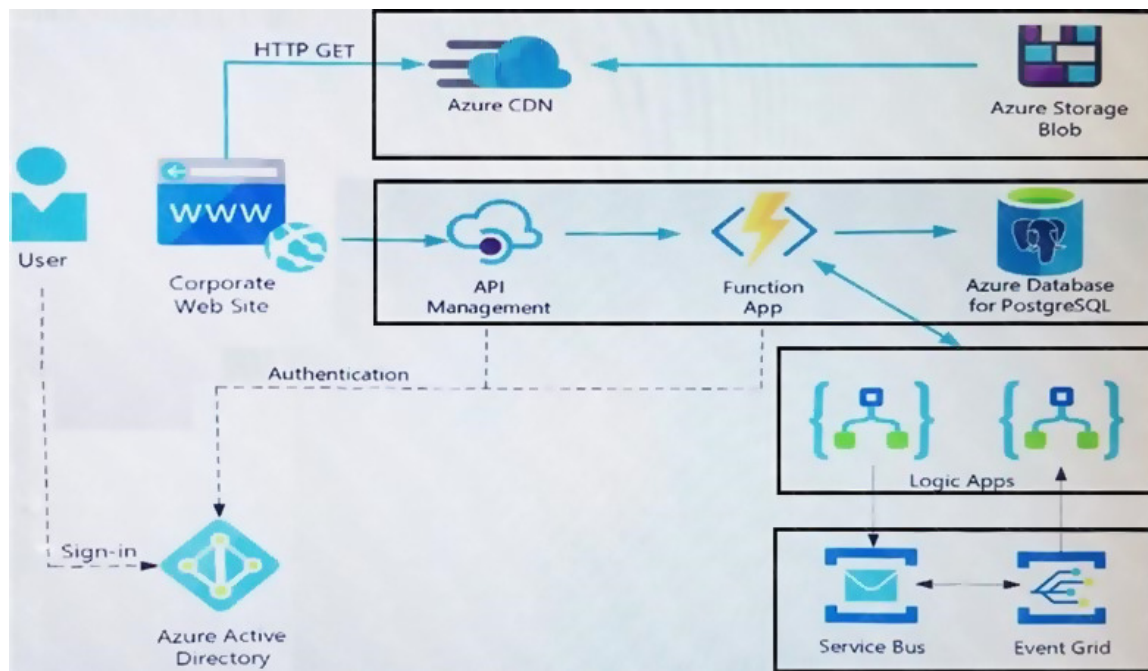 HTTP GET
Azure CDN
Azure Storage
Blob
www
User
Corporate
Web Site
API
Management
Function
App
Azure Database
for PostgreSQL
Authentication
Logic Apps
Sign-in
Azure Active
Directory
Service Bus
Event Grid